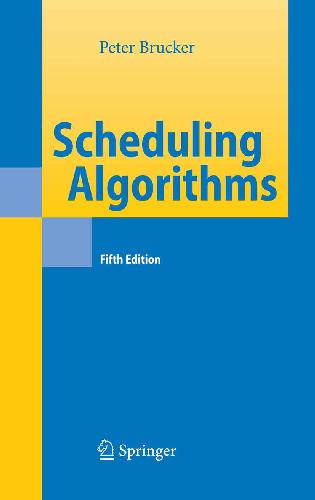 Peter Brucker
Scheduling
Algorithms
Fifth Edition
Springer